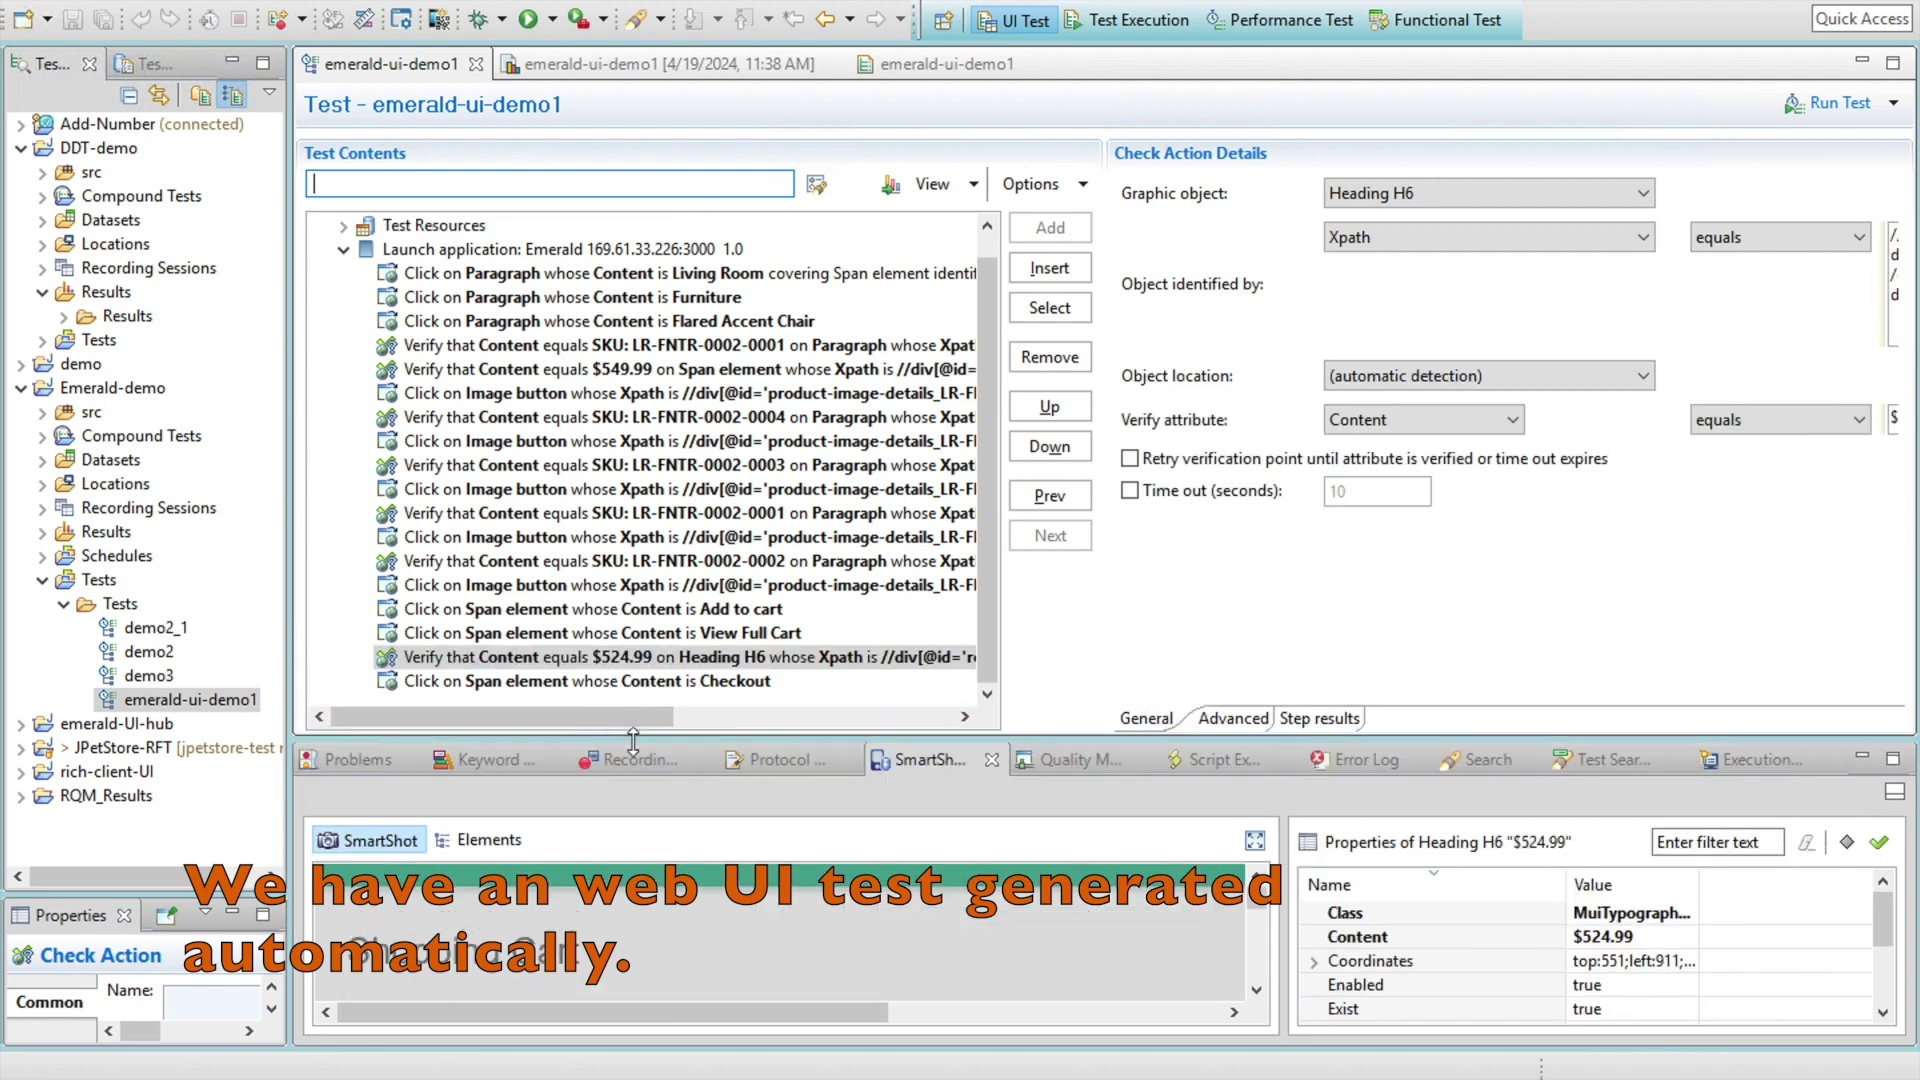 UI Test
Test Execution
Performance Test
Functional Test
Quick Access
Tes...
Tes...
emerald-ui-demo1
emerald-ui-demo1 [4/19/2024, 11:38 AM]
emerald-ui-demo1
Test - emerald-ui-demo1
Run Test
Add-Number (connected)
DDT-demo
src
Compound Tests
Datasets
Locations
Recording Sessions
Results
Results
Tests
demo
Emerald-demo
src
Compound Tests
Datasets
Locations
Recording Sessions
Results
Schedules
Tests
Tests
demo2_1
demo2
demo3
emerald-ui-demo1
emerald-UI-hub
> JPetStore-RFT [jpetstore-test r
rich-client-UI
RQM_Results
Test Contents
View
Options
Test Resources
Launch application: Emerald 169.61.33.226:3000 1.0
Click on Paragraph whose Content is Living Room covering Span element identif
Click on Paragraph whose Content is Furniture
Click on Paragraph whose Content is Flared Accent Chair
Verify that Content equals SKU: LR-FNTR-0002-0001 on Paragraph whose Xpat
Verify that Content equals $549.99 on Span element whose Xpath is //div[@id=
Click on Image button whose Xpath is //div[@id='product-image-details_LR-FI
Verify that Content equals SKU: LR-FNTR-0002-0004 on Paragraph whose Xpat
Click on Image button whose Xpath is //div[@id='product-image-details_LR-FI
Verify that Content equals SKU: LR-FNTR-0002-0003 on Paragraph whose Xpat
Click on Image button whose Xpath is //div[@id='product-image-details_LR-FI
Verify that Content equals SKU: LR-FNTR-0002-0001 on Paragraph whose Xpat
Click on Image button whose Xpath is //div[@id='product-image-details_LR-FI
Verify that Content equals SKU: LR-FNTR-0002-0002 on Paragraph whose Xpat
Click on Image button whose Xpath is //div[@id='product-image-details_LR-FI
Click on Span element whose Content is Add to cart
Click on Span element whose Content is View Full Cart
Verify that Content equals $524.99 on Heading H6 whose Xpath is //div[@id='re
Click on Span element whose Content is Checkout
Add
Insert
Select
Remove
Up
Down
Prev
Next
Check Action Details
Graphic object:
Heading H6
Xpath
equals
/.
d
/
d
Object identified by:
Object location:
(automatic detection)
Verify attribute:
Content
equals
$
Retry verification point until attribute is verified or time out expires
Time out (seconds):
10
General
Advanced
Step results
Problems
Keyword ...
Recordin...
Protocol ...
SmartSh...
Quality M...
Script Ex...
Error Log
Search
Test Sear...
Execution...
SmartShot
Elements
Shopping Cart
We have an web UI test generated
automatically.
Properties of Heading H6 "$524.99"
Enter filter text
Name
Value
Class
MuiTypograph...
Content
$524.99
Coordinates
top:551;left:911;...
Enabled
true
Exist
true
Properties
Check Action
Common
Name: